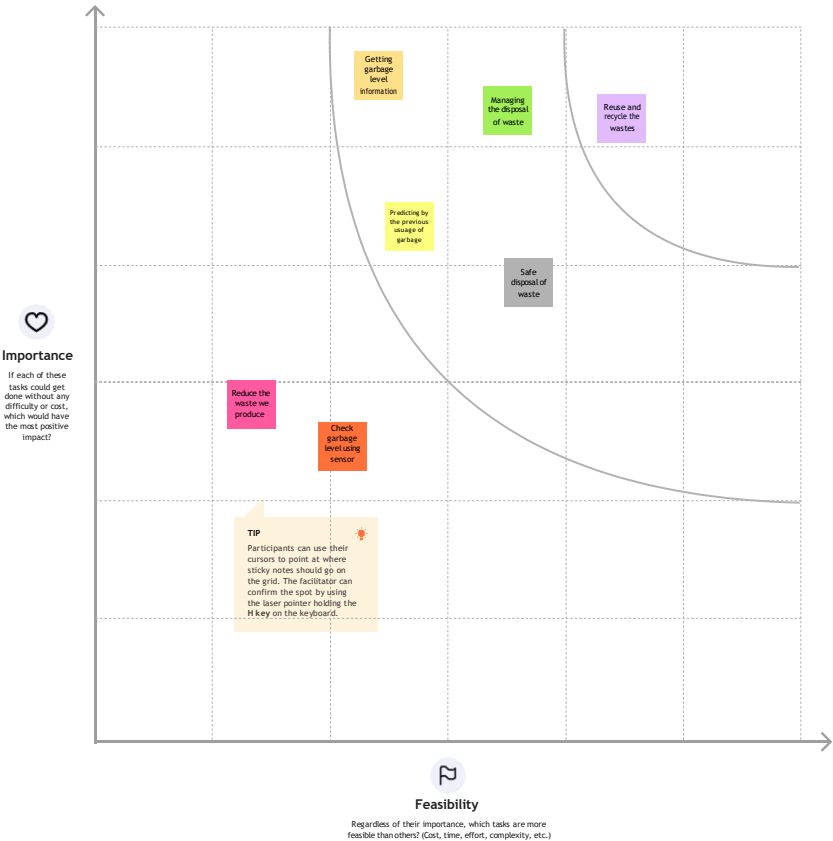 Getting
garbage
level
information
Managing
the disposal
of waste
Reuse and
recycle the
wastes
Predicting by
the previous
usuage of
garbage
Safe
disposal of
waste
Importance
If each of these
tasks could get
done without any
difficulty or cost,
which would have
the most positive
impact?
Reduce the
waste we
produce
Check
garbage
level using
sensor
TIP
Participants can use their
cursors to point at where
sticky notes should go on
the grid. The facilitator can
confirm the spot by using
the laser pointer holding the
H key on the keyboard.
Feasibility
Regardless of their importance, which tasks are more
feasible than others? (Cost, time, effort, complexity, etc.)